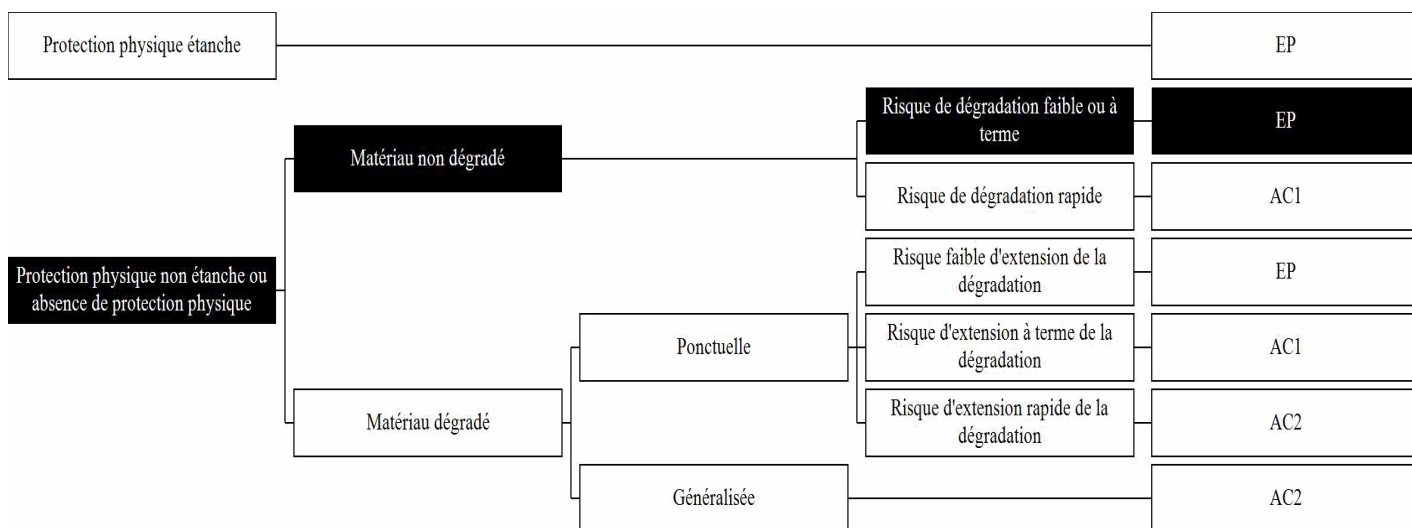 Protection physique étanche
EP
Risque de dégradation faible ou à
terme
EP
Matériau non dégradé
Risque de dégradation rapide
AC1
Protection physique non étanche ou
absence de protection physique
Risque faible d'extension de la
dégradation
EP
Ponctuelle
Risque d'extension à terme de la
dégradation
AC1
Matériau dégradé
Risque d'extension rapide de la
dégradation
AC2
Généralisée
AC2